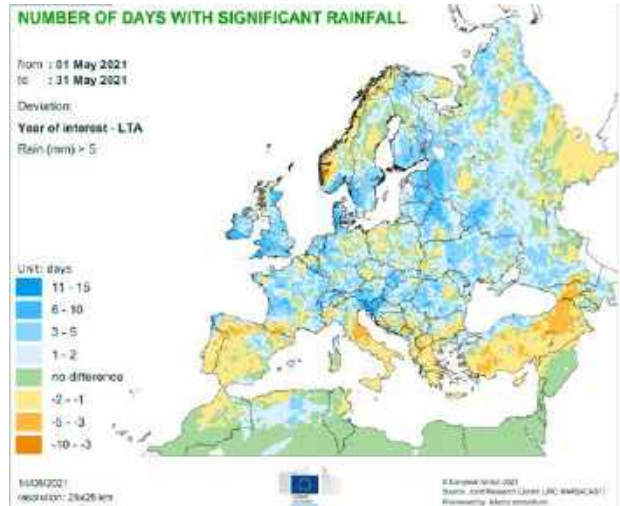 NUMBER OF DAYS WITH SIGNIFICANT RAINFALL
from : 01 May 2021
to : 31 May 2021
Deviation:
Year of interest - LTA
Rain (mm) > 5
Unit: days
11 - 15
6 - 10
3 - 5
1 - 2
no difference
-2 - -1
-5 - -3
-10 - -3
resolution: 25x25 km
© European Union 2021
Source: Joint Research Centre